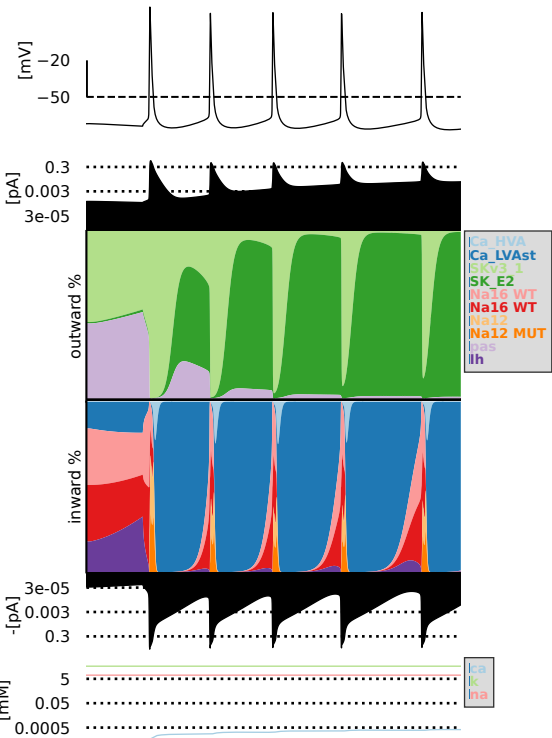 [mV]
−20
−50
[pA]
0.3
0.003
3e-05
outward %
Ca_HVA
Ca_LVAst
SKv3_1
SK_E2
Na16 WT
Na16 WT
Na12
Na12 MUT
pas
Ih
inward %
-[pA]
3e-05
0.003
0.3
[mM]
5
0.05
0.0005
ca
k
na